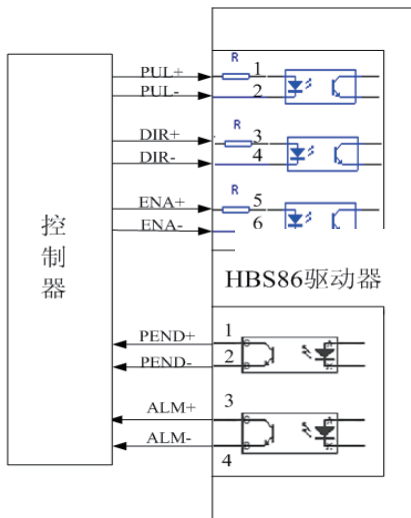 R
PUL+ 1
PUL- 2
R
DIR+ 3
DIR- 4
R
ENA+ 5
ENA- 6
控制器
HBS86驱动器
PEND+ 1
PEND- 2
ALM+ 3
ALM- 4